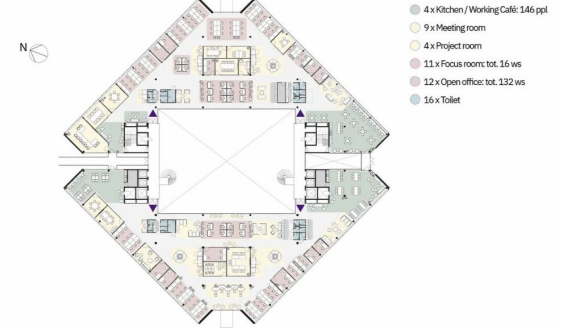 N
4 x Kitchen / Working Café: 146 ppl
9 x Meeting room
4 x Project room
11 x Focus room: tot. 16 ws
12 x Open office: tot. 132 ws
16 x Toilet